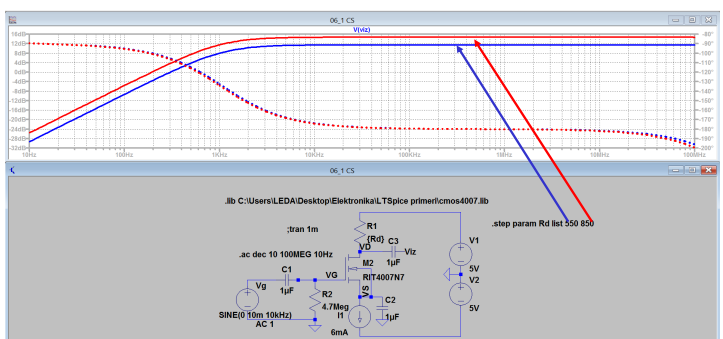 06_1 CS
V(viz)
16dB
12dB
8dB
4dB
0dB
-4dB
-8dB
-12dB
-16dB
-20dB
-24dB
-28dB
-32dB
-80°
-90°
-100°
-110°
-120°
-130°
-140°
-150°
-160°
-170°
-180°
-190°
-200°
10Hz 100Hz 1KHz 10KHz 100KHz 1MHz 10MHz 100MHz
06_1 CS
.lib C:\Users\LEDA\Desktop\Elektronika\LTSpice primeri\cmos4007.lib
.step param Rd list 550 850
;tran 1m
.ac dec 10 100MEG 10Hz
R1
{Rd}
VD
C3
1µF
Viz
M2
RIT4007N7
VG
VS
C1
1µF
Vg
SINE(0 10m 10kHz)
AC 1
R2
4.7Meg
I1
6mA
C2
1µF
V1
5V
V2
5V